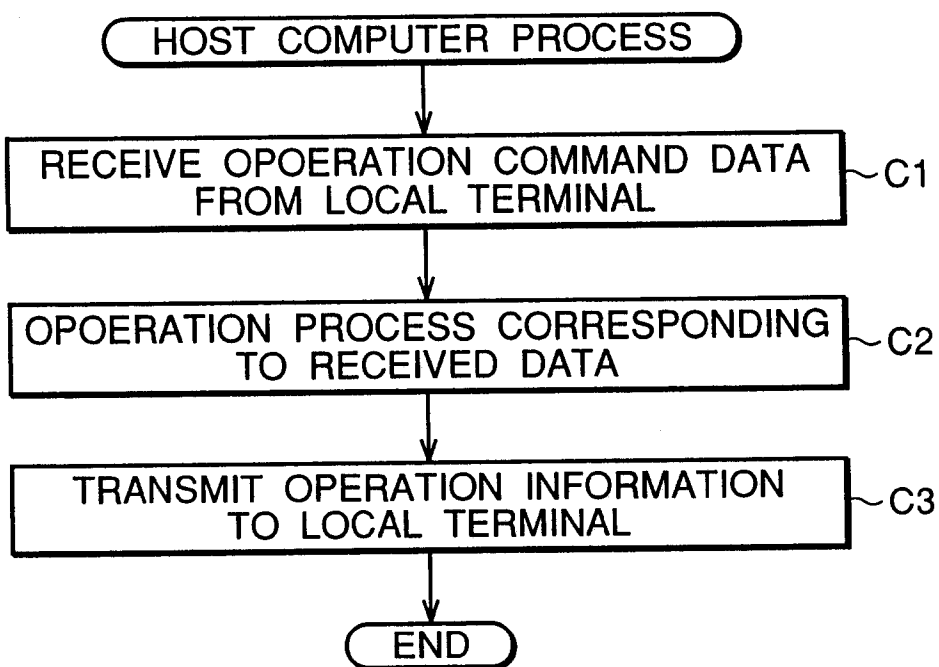 HOST COMPUTER PROCESS
RECEIVE OPOERATION COMMAND DATA
FROM LOCAL TERMINAL
C1
OPOERATION PROCESS CORRESPONDING
TO RECEIVED DATA
C2
TRANSMIT OPERATION INFORMATION
TO LOCAL TERMINAL
C3
END